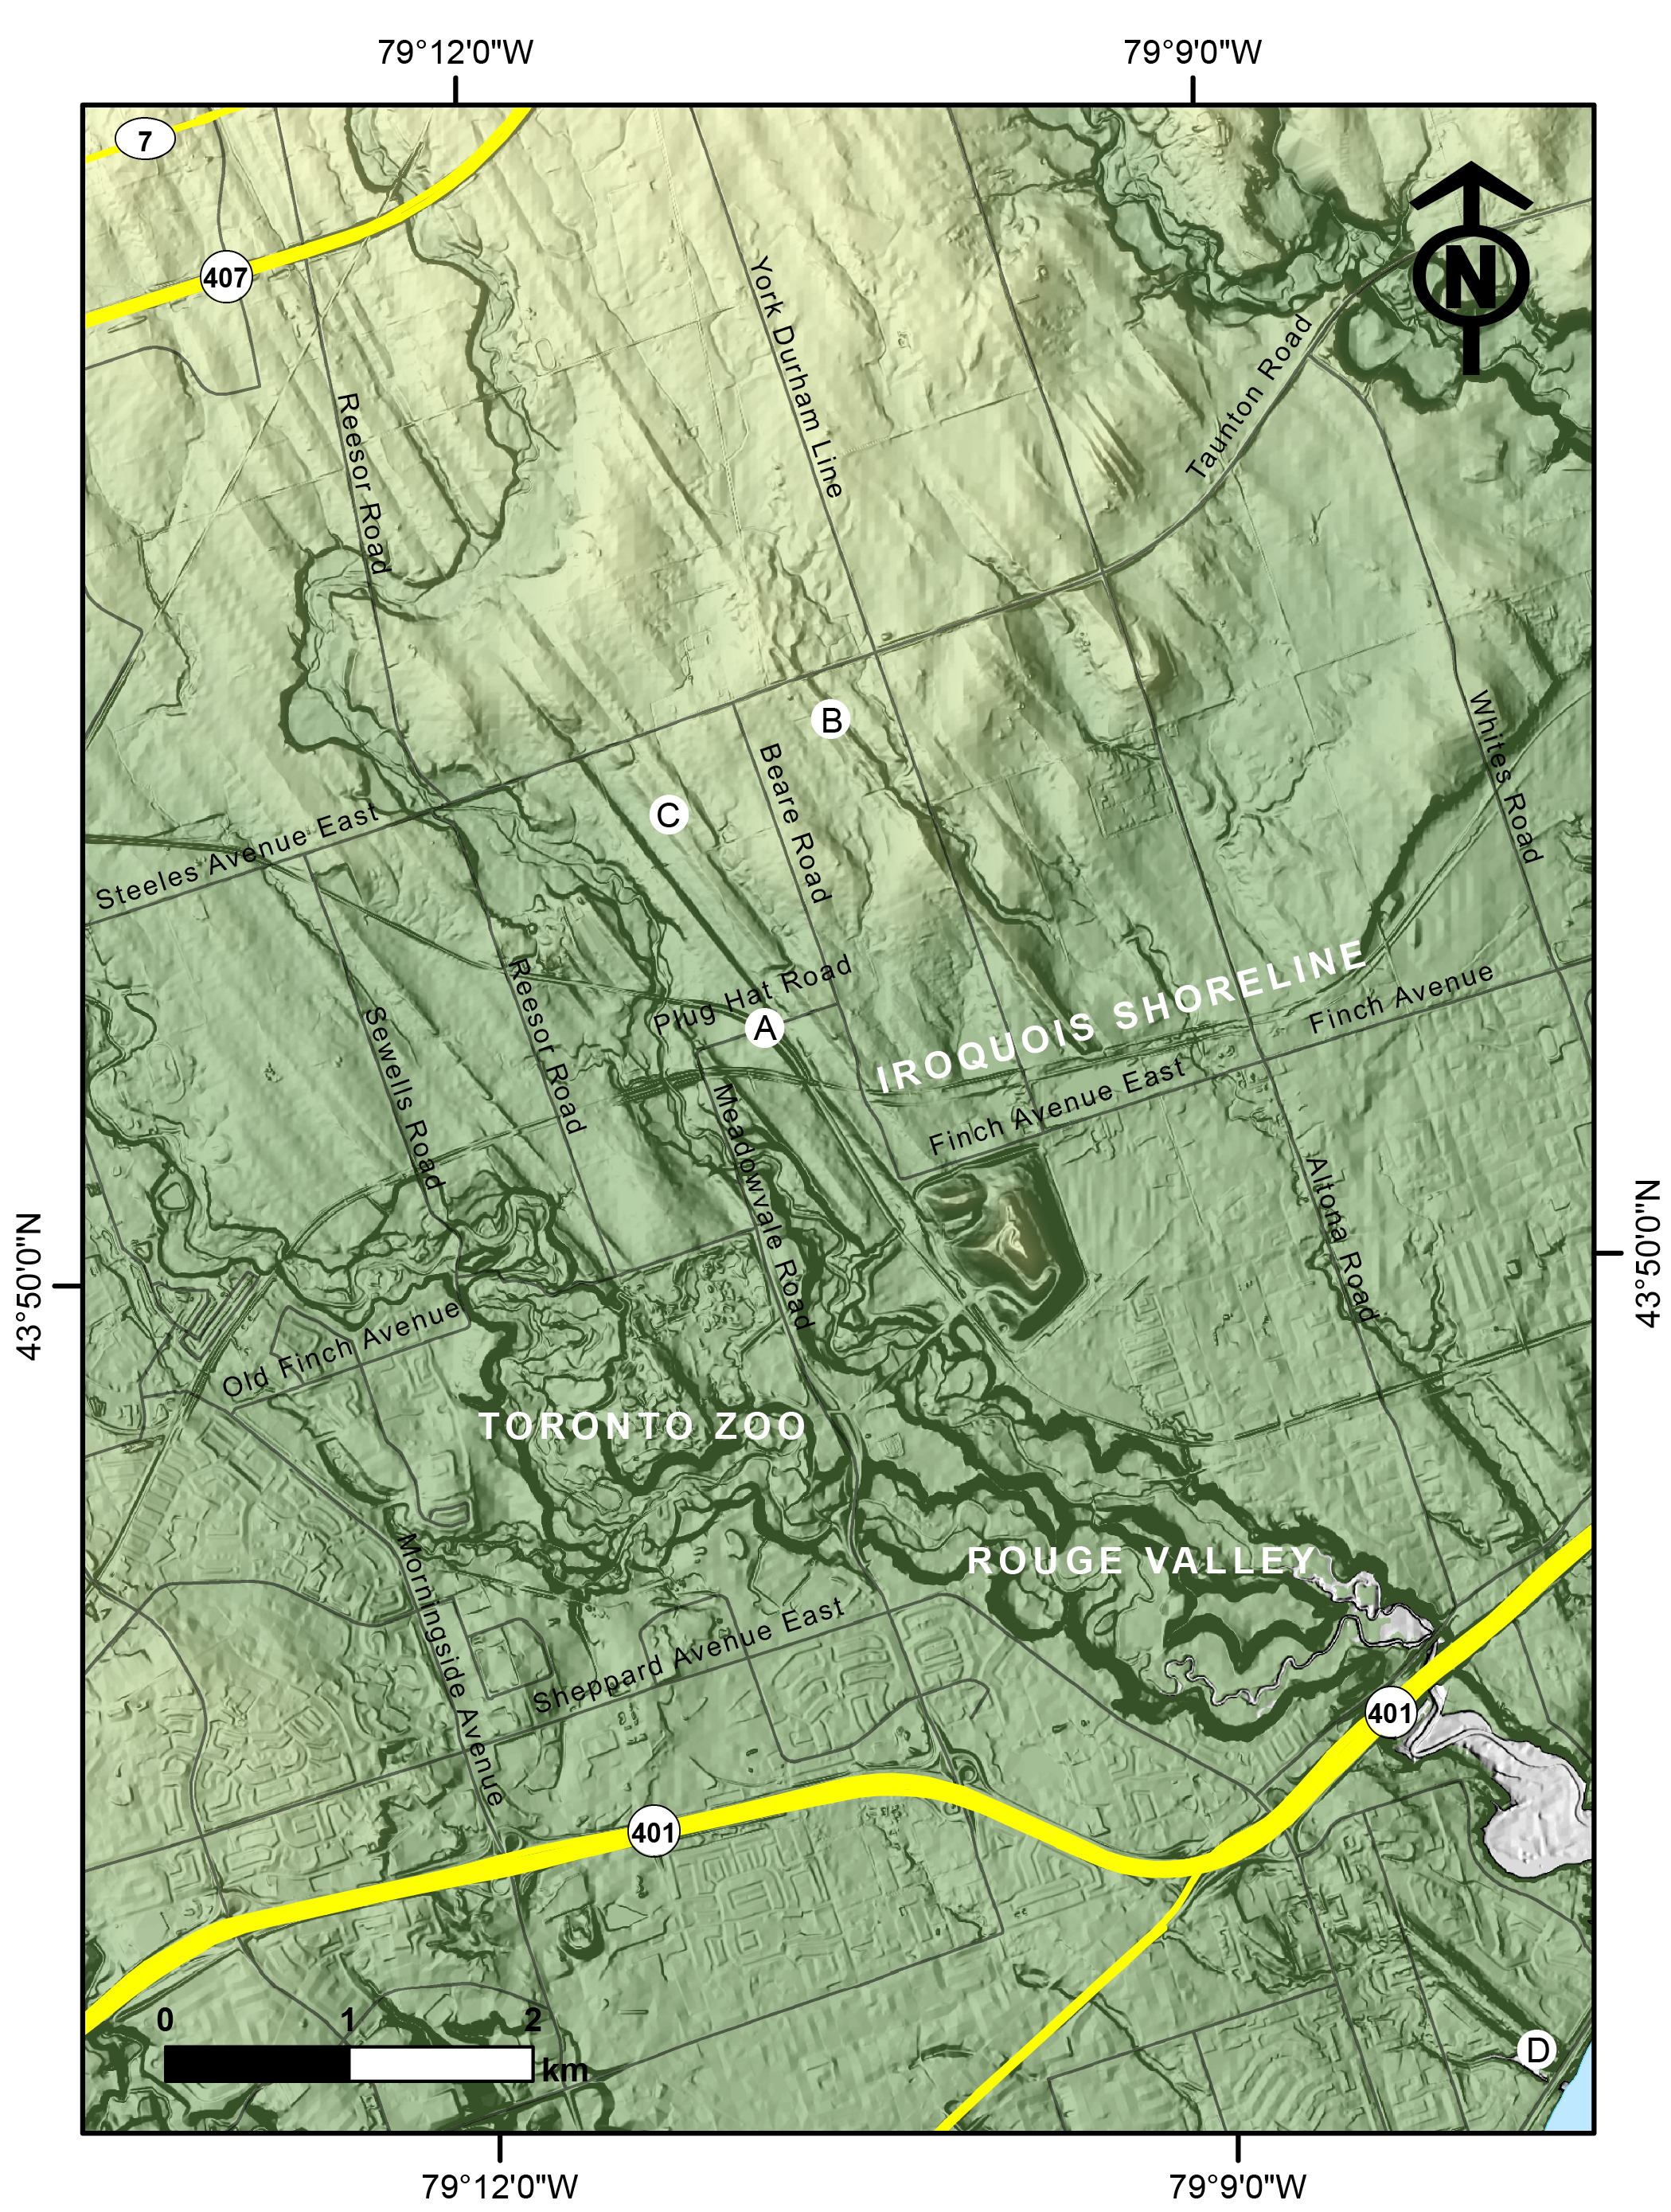 79°12'0"W
79°9'0"W
7
N
407
York Durham Line
Taunton Road
Reesor Road
B
Whites Road
Beare Road
C
Steeles Avenue East
Reesor Road
Plug Hat Road
A
IROQUOIS SHORELINE
Finch Avenue
Sewells Road
Finch Avenue East
Meadowvale Road
Altona Road
43°50'0"N
43°50'0"N
Old Finch Avenue
TORONTO ZOO
ROUGE VALLEY
Morningside Avenue
Sheppard Avenue East
401
401
0 1 2
km
D
79°12'0"W
79°9'0"W